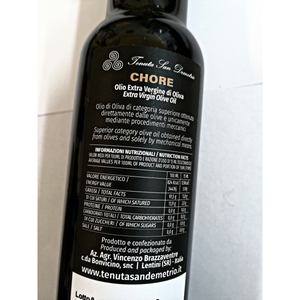 Tenuta San Demetrio
CHORE
Olio Extra Vergine di Oliva
Extra Virgin Olive Oil
Olio di Oliva di categoria superiore ottenuto
direttamente dalle olive e unicamente
mediante procedimenti meccanici
Superior category olive oil obtained directly
from olives and solely by mechanical means
INFORMAZIONI NUTRIZIONALI / NUTRITION FACTS
VALORE ENERGETICO /
ENERGY VALUE
GRASSI / TOTAL FACTS
DI CUI SATURI / OF WHICH SATURED
PROTEINE / PROTEIN
CARBOIDRATI / TOTAL CARBOHYDRATES
DI CUI ZUCCHERI / OF WHICH SUGARS
SALE / SALT
Prodotto e confezionato da
Produced and packaged by
Az. Agr. Vincenzo Brazzaventre
c.da Bonvicino, snc | Lentini (SR) - Italia
www.tenutasandemetrio.it
Lotto